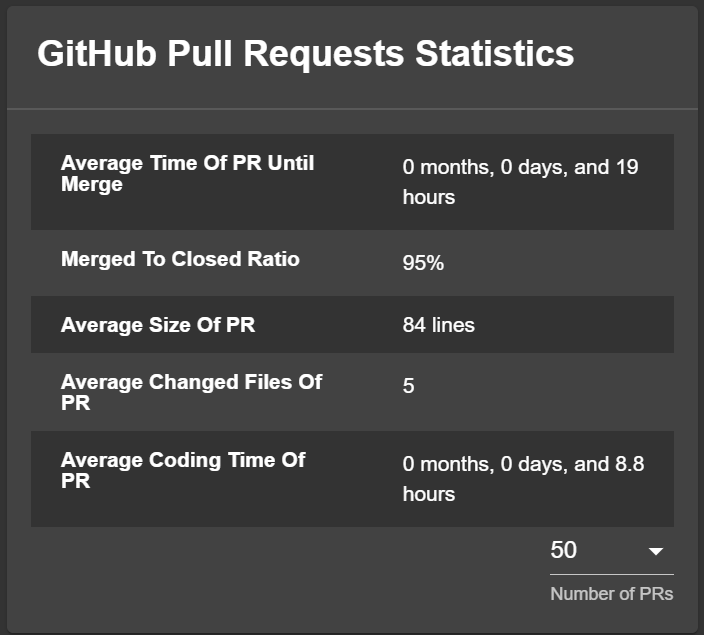 GitHub Pull Requests Statistics
Average Time Of PR Until
Merge
0 months, 0 days, and 19
hours
Merged To Closed Ratio
95%
Average Size Of PR
84 lines
Average Changed Files Of
PR
5
Average Coding Time Of
PR
0 months, 0 days, and 8.8
hours
50
Number of PRs